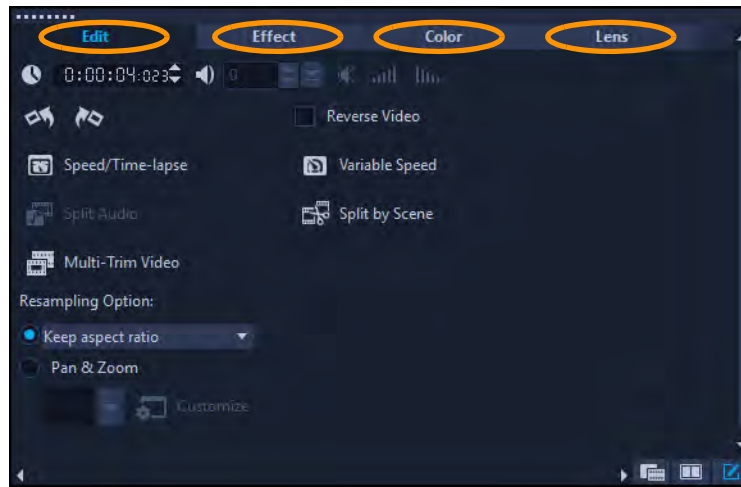 Edit Effect Color Lens
0:00:04:023 0
Reverse Video
Speed/Time-lapse Variable Speed
Split Audio Split by Scene
Multi-Trim Video
Resampling Option:
Keep aspect ratio
Pan & Zoom
Customize